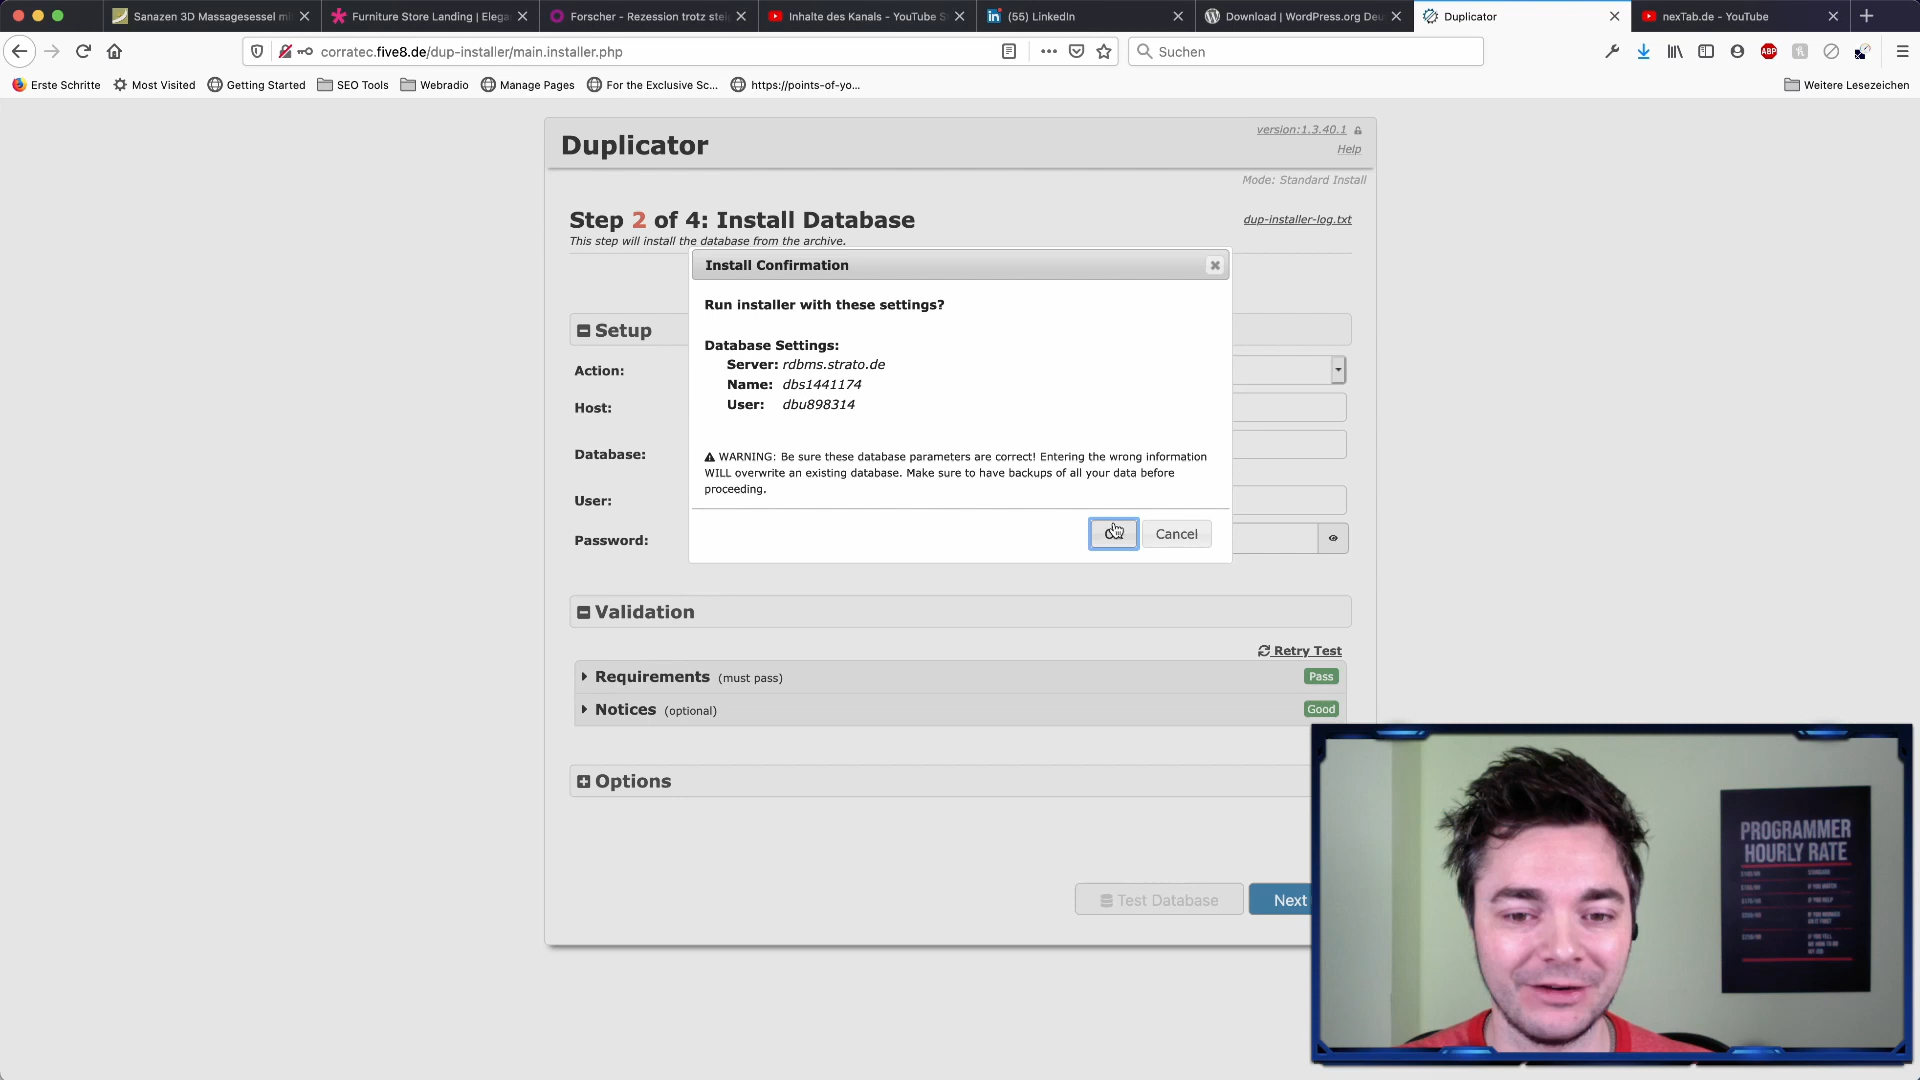 Sanazen 3D Massagesessel mi
Furniture Store Landing | Elega
Forscher - Rezession trotz stei
Inhalte des Kanals - YouTube S
(55) LinkedIn
Download | WordPress.org Deu
Duplicator
nexTab.de - YouTube
corratec.five8.de/dup-installer/main.installer.php
Suchen
Erste Schritte
Most Visited
Getting Started
SEO Tools
Webradio
Manage Pages
For the Exclusive Sc...
https://points-of-yo...
Weitere Lesezeichen
Duplicator
version:1.3.40.1
Help
Mode: Standard Install
Step 2 of 4: Install Database
dup-installer-log.txt
This step will install the database from the archive.
Install Confirmation
Run installer with these settings?
Database Settings:
Server: rdbms.strato.de
Name: dbs1441174
User: dbu898314
WARNING: Be sure these database parameters are correct! Entering the wrong information
WILL overwrite an existing database. Make sure to have backups of all your data before
proceeding.
Cancel
Setup
Action:
Host:
Database:
User:
Password:
Validation
Retry Test
Requirements (must pass)
Pass
Notices (optional)
Good
Options
Test Database
Next
PROGRAMMER
HOURLY RATE